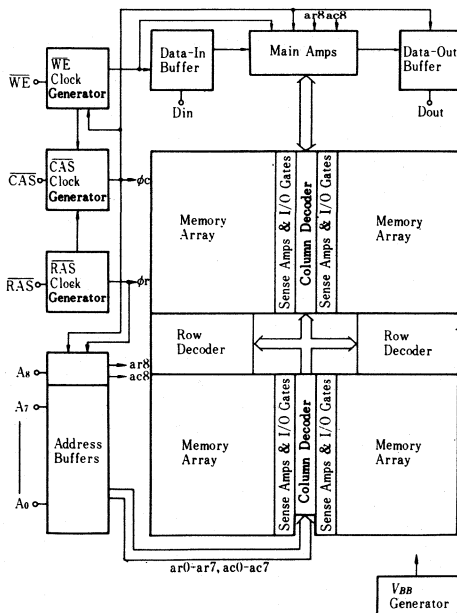 ar8ac8
WE
Clock
Generator
WE
Data-In
Buffer
Din
Main Amps
Data-Out
Buffer
Dout
CAS
Clock
Generator
CAS
φc
RAS
Clock
Generator
RAS
φr
Memory
Array
Sense Amps & I/O Gates
Column Decoder
Sense Amps & I/O Gates
Memory
Array
Row
Decoder
Row
Decoder
A8
A7
A0
ar8
ac8
Address
Buffers
Memory
Array
Sense Amps & I/O Gates
Column Decoder
Sense Amps & I/O Gates
Memory
Array
ar0-ar7, ac0-ac7
VBB
Generator